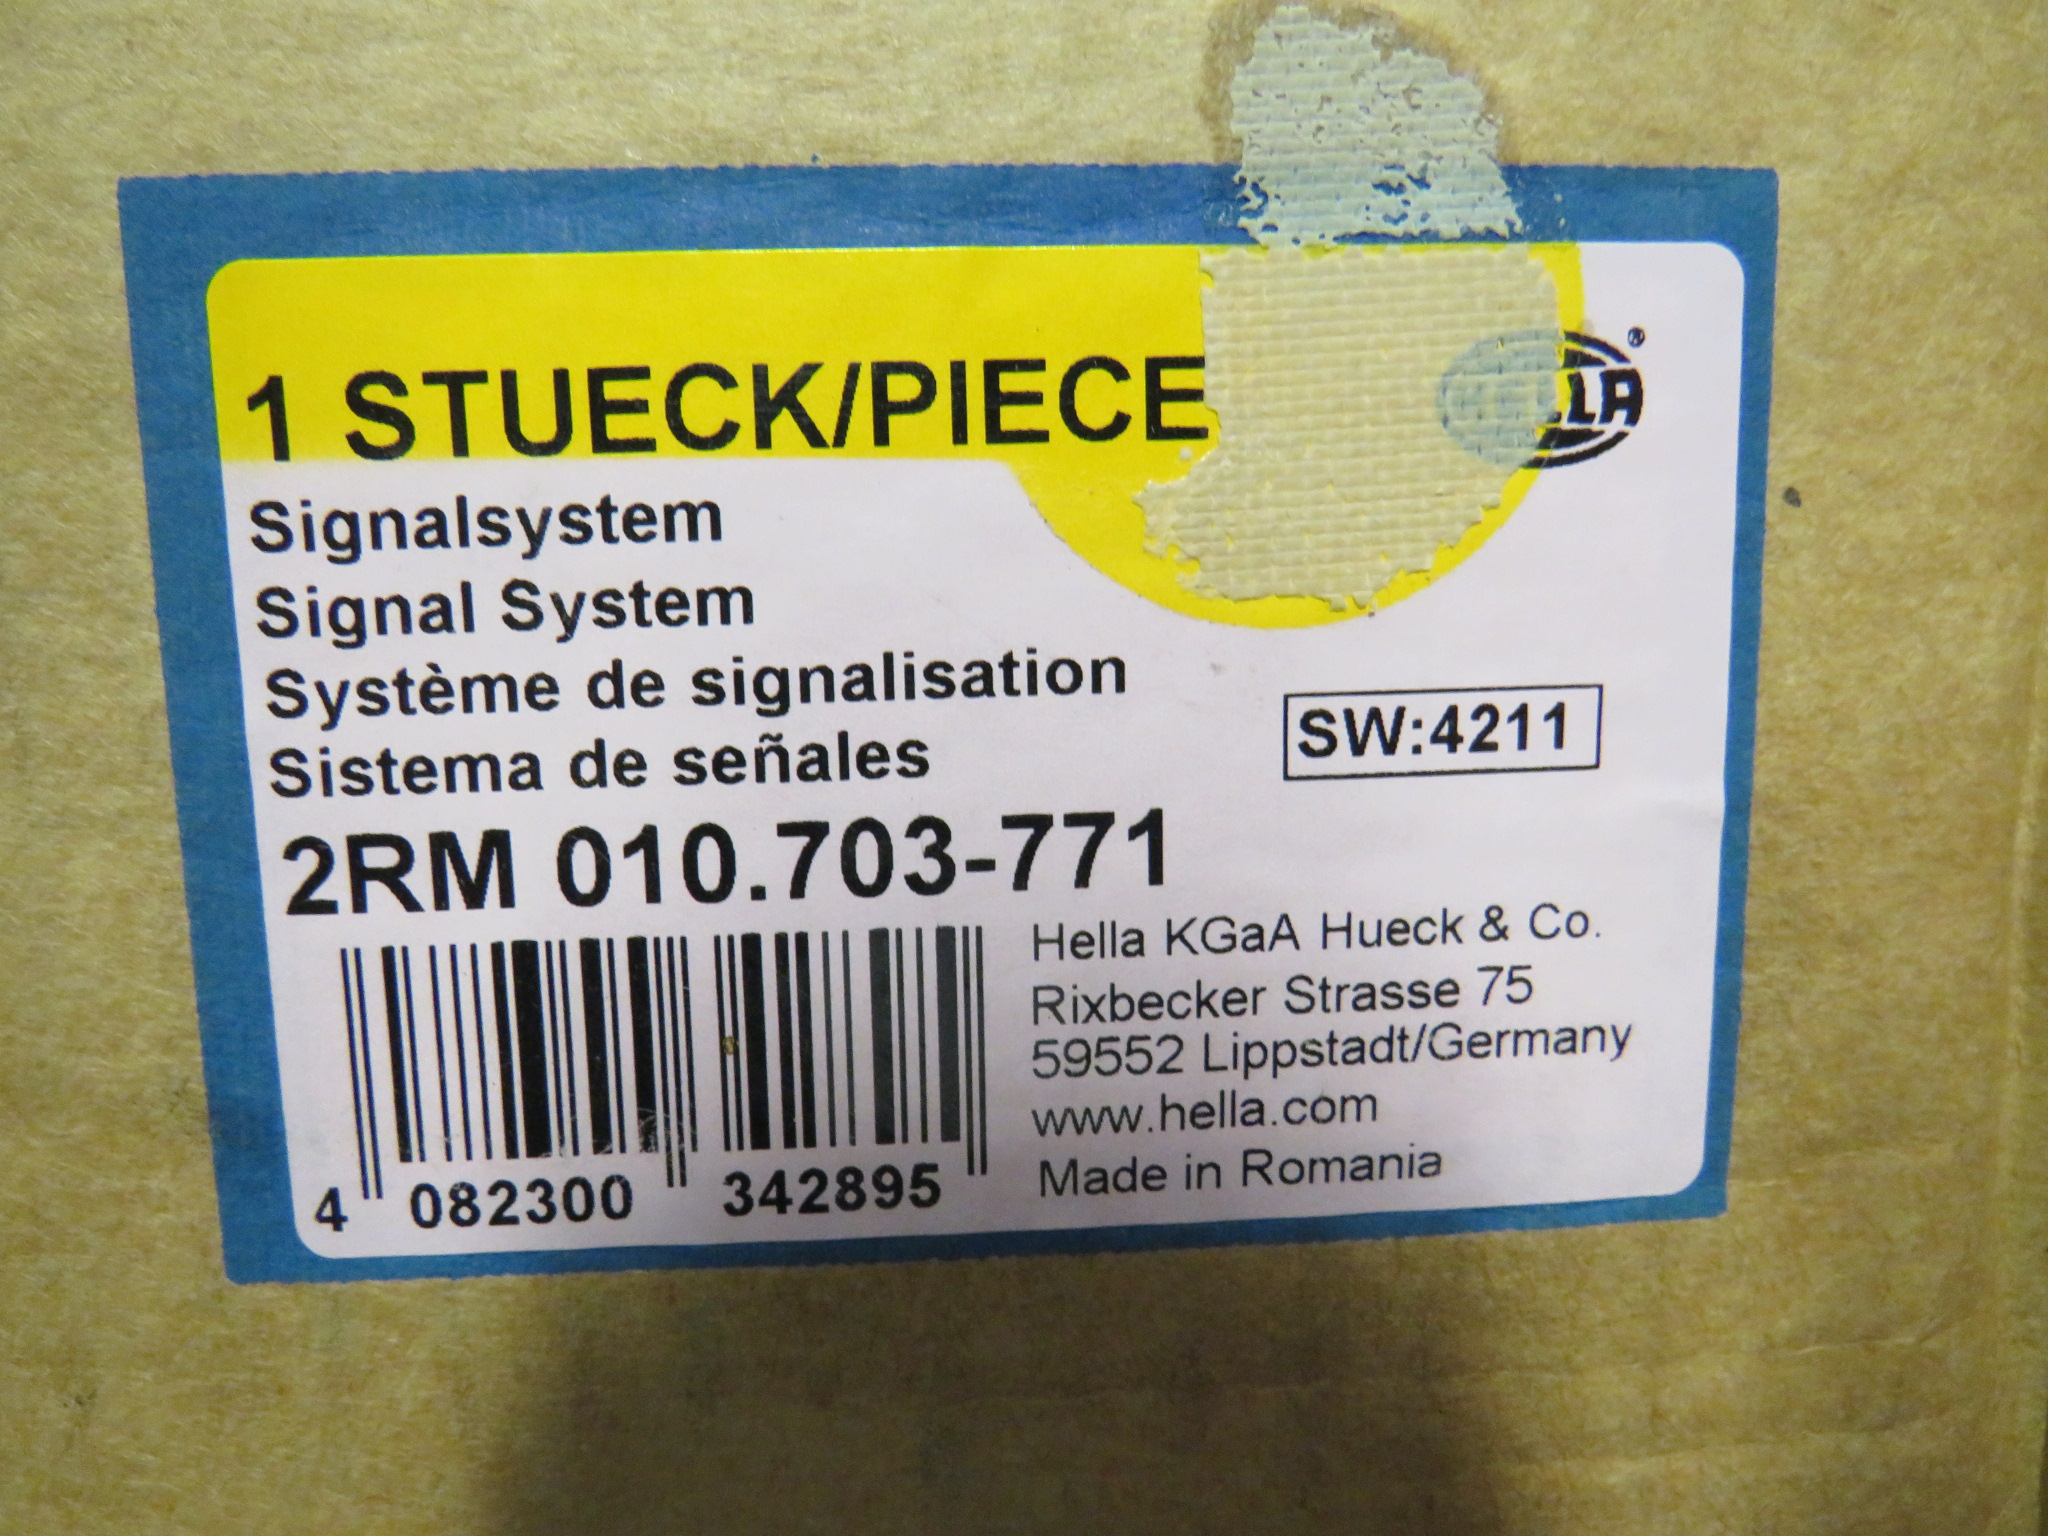 1 STUECK/PIECE
®
Signalsystem
Signal System
Système de signalisation
Sistema de señales
SW:4211
2RM 010.703-771
Hella KGaA Hueck & Co.
Rixbecker Strasse 75
59552 Lippstadt/Germany
www.hella.com
Made in Romania
4 082300 342895